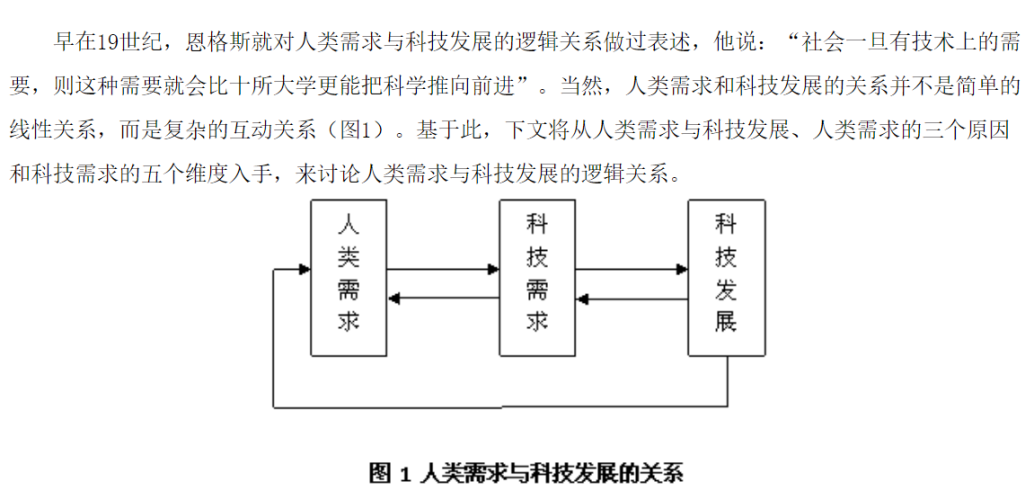 早在19世纪，恩格斯就对人类需求与科技发展的逻辑关系做过表述，他说：“社会一旦有技术上的需
要，则这种需要就会比十所大学更能把科学推向前进”。当然，人类需求和科技发展的关系并不是简单的
线性关系，而是复杂的互动关系（图1）。基于此，下文将从人类需求与科技发展、人类需求的三个原因
和科技需求的五个维度入手，来讨论人类需求与科技发展的逻辑关系。
人类需求
科技需求
科技发展
图 1 人类需求与科技发展的关系